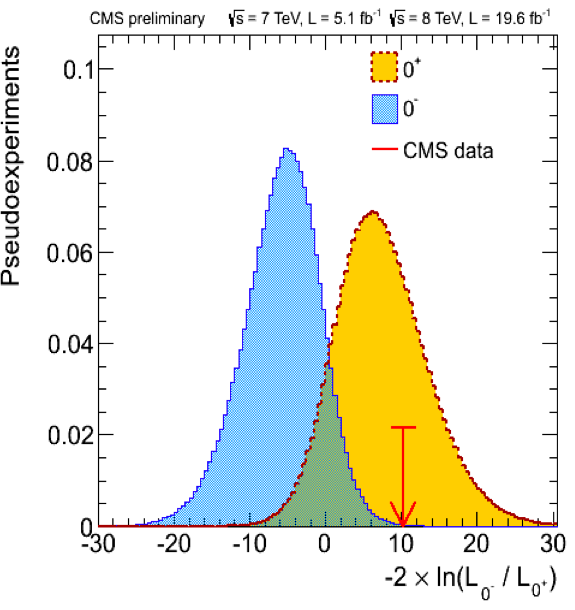 CMS preliminary √s = 7 TeV, L = 5.1 fb⁻¹ √s = 8 TeV, L = 19.6 fb⁻¹
Pseudoexperiments
0.1
0.08
0.06
0.04
0.02
0
0⁺
0⁻
CMS data
-30 -20 -10 0 10 20 30
-2 × ln(L₀⁻ / L₀⁺)